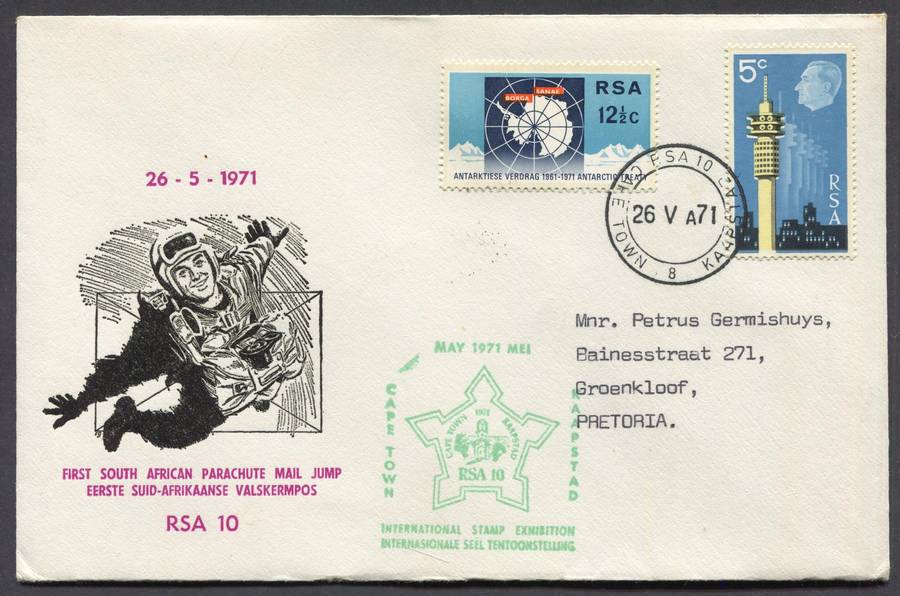 26 - 5 - 1971
FIRST SOUTH AFRICAN PARACHUTE MAIL JUMP
EERSTE SUID-AFRIKAANSE VALSKERMPOS
RSA 10
BORGA SANAE
RSA
12½c
ANTARKTIESE VERDRAG 1961-1971 ANTARCTIC TREATY
5c
RSA
RSA 10
CAPE TOWN 8 KAAPSTAD
26 V A71
Mnr. Petrus Germishuys,
Bainesstraat 271,
Groenkloof,
PRETORIA.
MAY 1971 MEI
CAPE TOWN
KAAPSTAD
1971
CAPE TOWN KAAPSTAD
RSA 10
INTERNATIONAL STAMP EXHIBITION
INTERNASIONALE SEËL TENTOONSTELLING